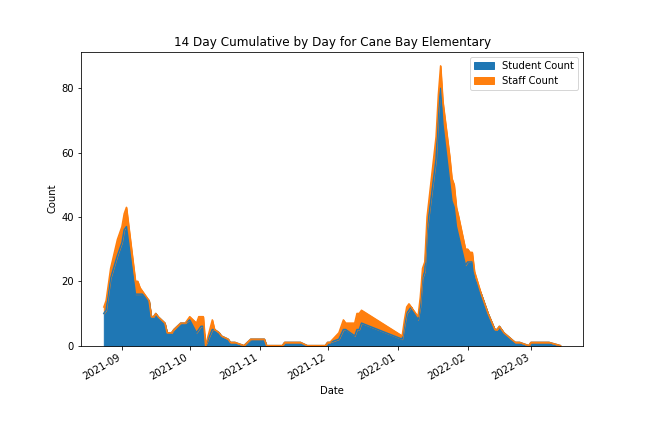 14 Day Cumulative by Day for Cane Bay Elementary
Student Count
Staff Count
80
60
40
20
0
Count
2021-09
2021-10
2021-11
2021-12
2022-01
2022-02
2022-03
Date